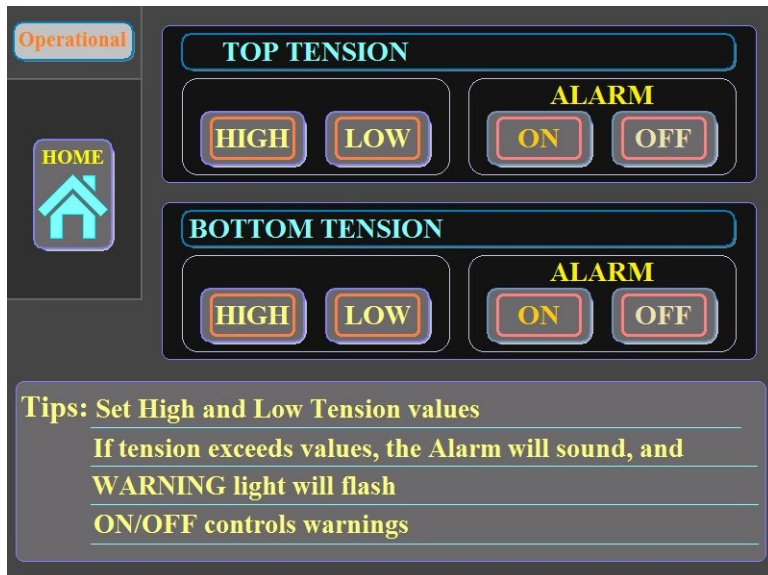 Operational
HOME
TOP TENSION
HIGH LOW
ALARM
ON OFF
BOTTOM TENSION
HIGH LOW
ALARM
ON OFF
Tips: Set High and Low Tension values
If tension exceeds values, the Alarm will sound, and
WARNING light will flash
ON/OFF controls warnings